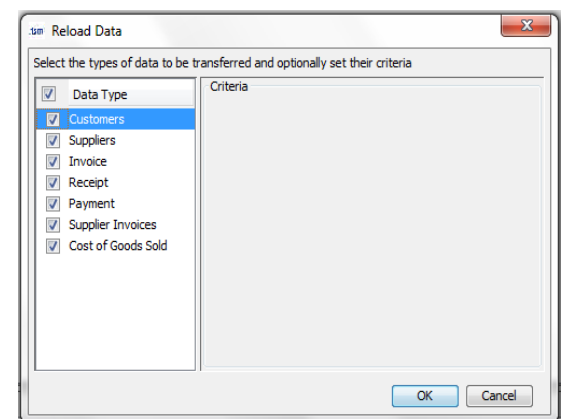 .tsm Reload Data
Select the types of data to be transferred and optionally set their criteria
Data Type
Customers
Suppliers
Invoice
Receipt
Payment
Supplier Invoices
Cost of Goods Sold
Criteria
OK Cancel